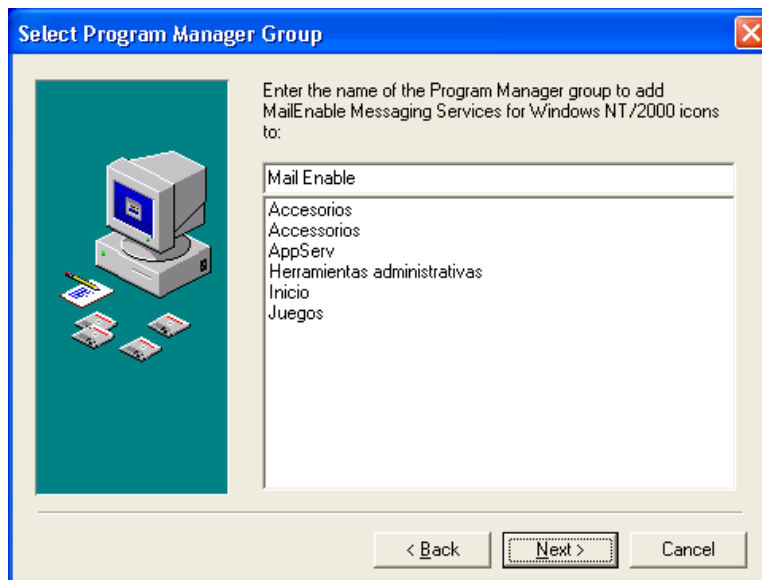 Select Program Manager Group
Enter the name of the Program Manager group to add
MailEnable Messaging Services for Windows NT/2000 icons
to:
Mail Enable
Accesorios
Accessorios
AppServ
Herramientas administrativas
Inicio
Juegos
< Back
Next >
Cancel